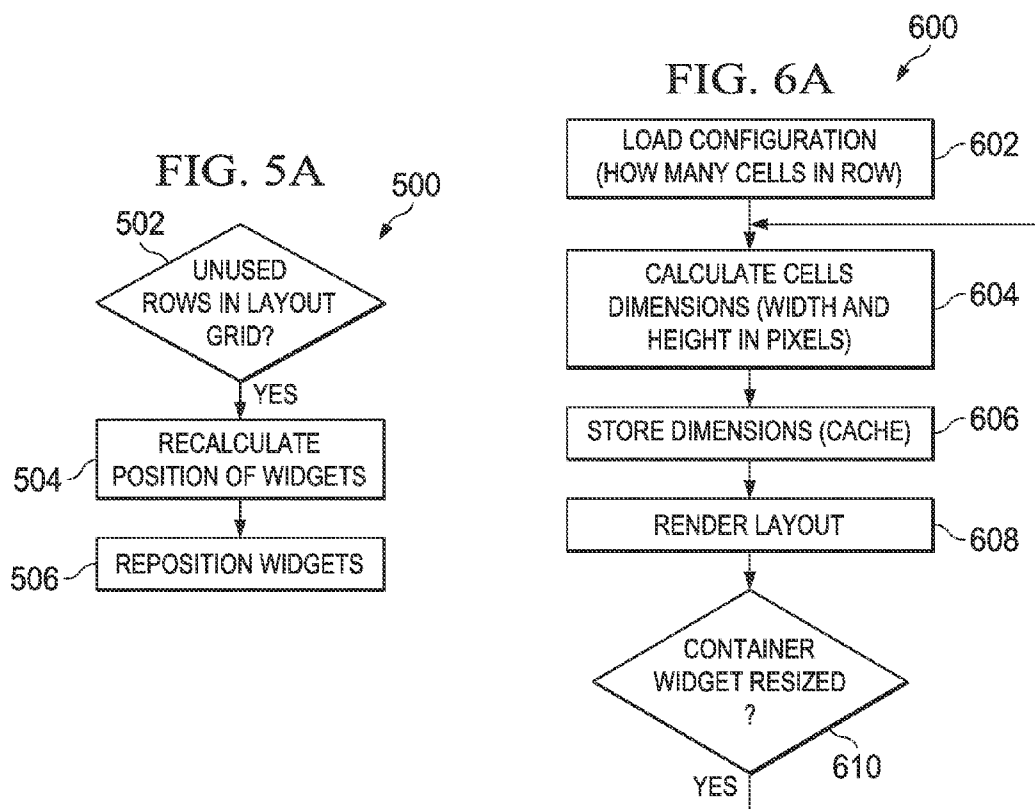 FIG. 5A
500
502
UNUSED
ROWS IN LAYOUT
GRID?
YES
RECALCULATE
POSITION OF WIDGETS
504
REPOSITION WIDGETS
506
600
FIG. 6A
LOAD CONFIGURATION
(HOW MANY CELLS IN ROW)
602
CALCULATE CELLS
DIMENSIONS (WIDTH AND
HEIGHT IN PIXELS)
604
STORE DIMENSIONS (CACHE)
606
RENDER LAYOUT
608
CONTAINER
WIDGET RESIZED
?
610
YES